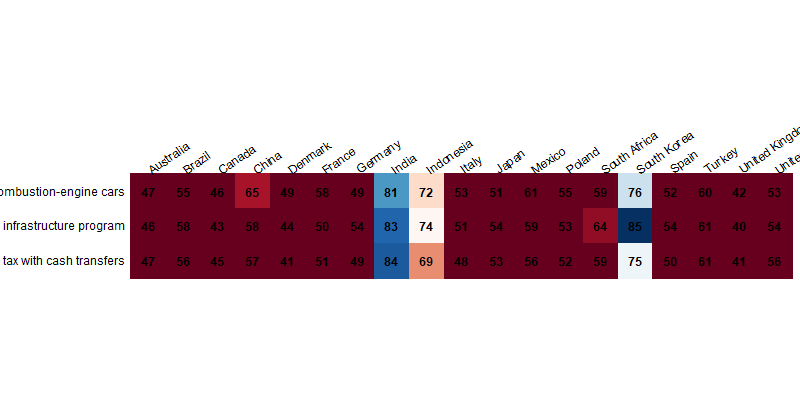 Australia Brazil Canada China Denmark France Germany India Indonesia Italy Japan Mexico Poland South Africa South Korea Spain Turkey United Kingdo Unite
ombustion-engine cars 47 55 46 65 49 58 49 81 72 53 51 61 55 59 76 52 60 42 53
infrastructure program 46 58 43 58 44 50 54 83 74 51 54 59 53 64 85 54 61 40 54
tax with cash transfers 47 56 45 57 41 51 49 84 69 48 53 56 52 59 75 50 61 41 56